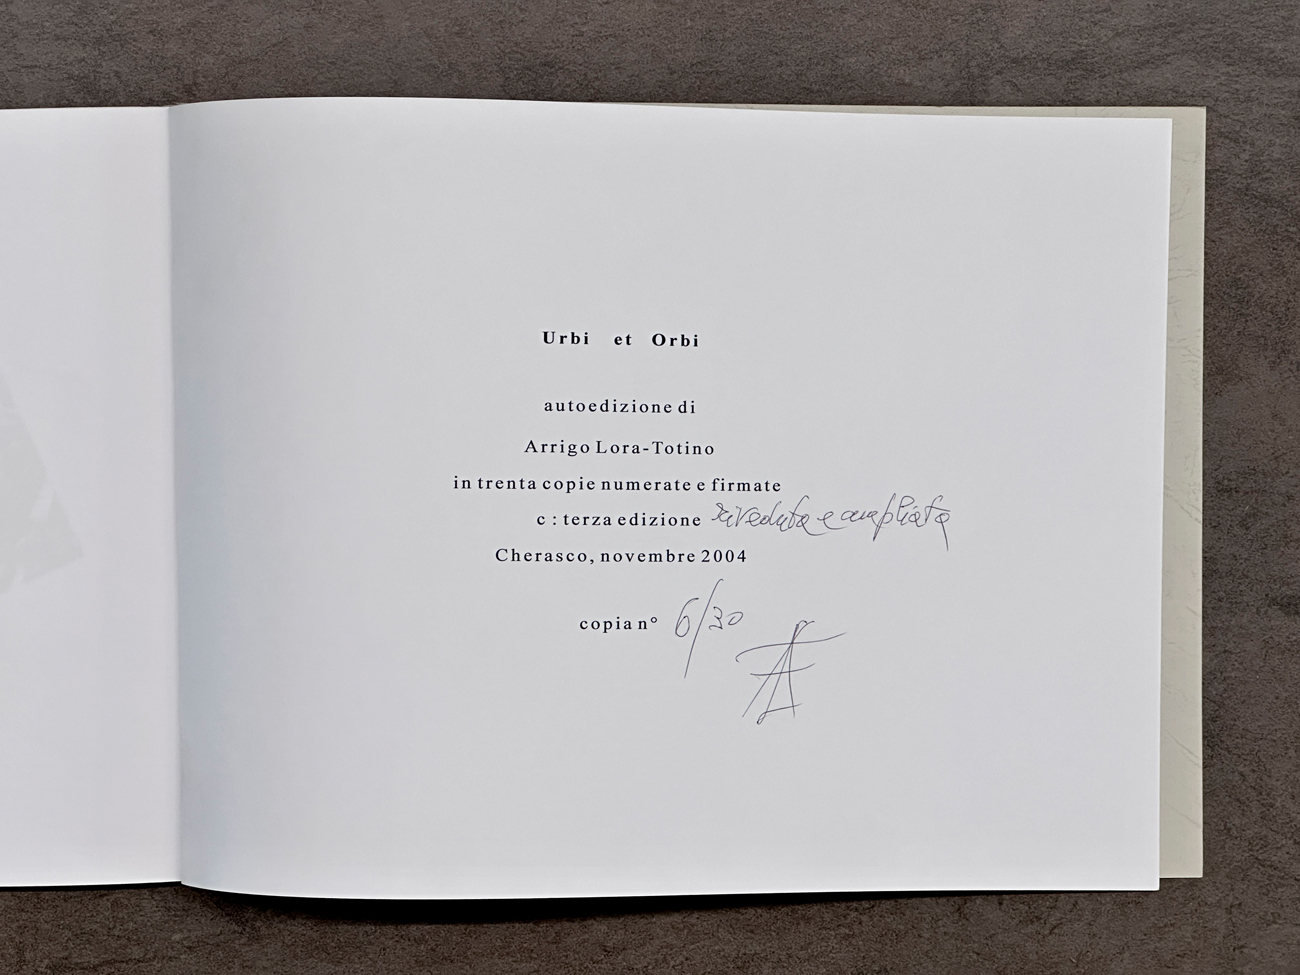 Urbi et Orbi
autoedizione di
Arrigo Lora-Totino
in trenta copie numerate e firmate
c : terza edizione riveduta e ampliata
Cherasco, novembre 2004
copia n° 6/30